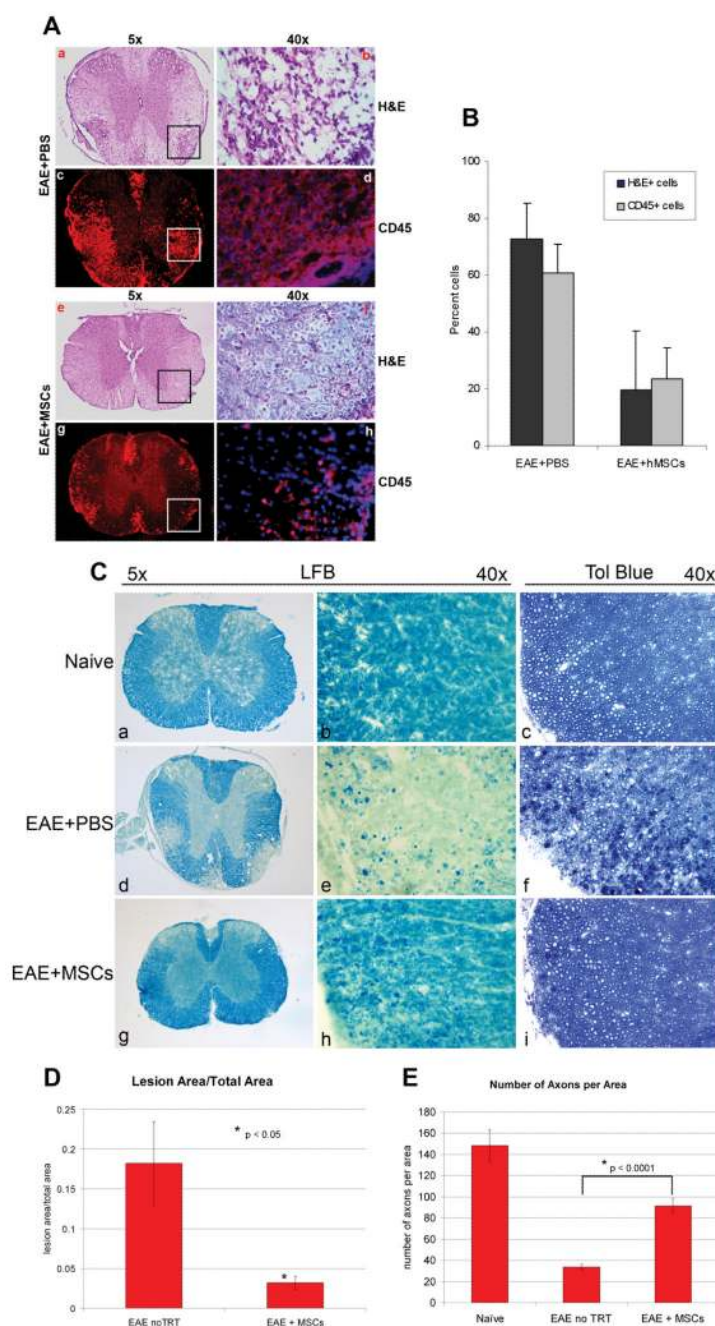 A
5x 40x
EAE+PBS
a b
H&E
c d
CD45
5x 40x
EAE+MSCs
e
H&E
g h
CD45
B
100
80
60
40
20
0
Percent cells
H&E+ cells
CD45+ cells
EAE+PBS EAE+hMSCs
C 5x LFB 40x Tol Blue 40x
Naive
a b c
EAE+PBS
d e f
EAE+MSCs
g h i
D
Lesion Area/Total Area
0.25
0.2
0.15
0.1
0.05
0
lesion area/total area
* p < 0.05
*
EAE noTRT EAE + MSCs
E
Number of Axons per Area
180
160
140
120
100
80
60
40
20
0
number of axons per area
* p < 0.0001
Naïve EAE no TRT EAE + MSCs